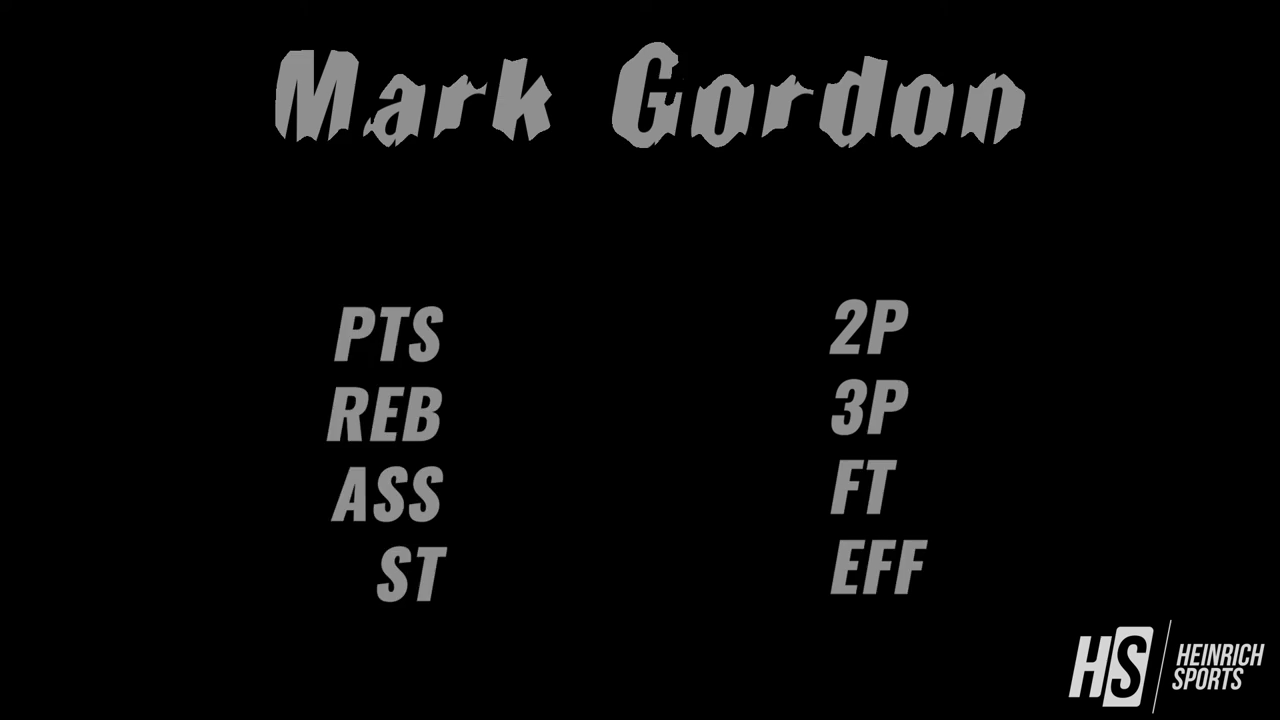 Mark Gordon
PTS
REB
ASS
ST
2P
3P
FT
EFF
HS
HEINRICH
SPORTS